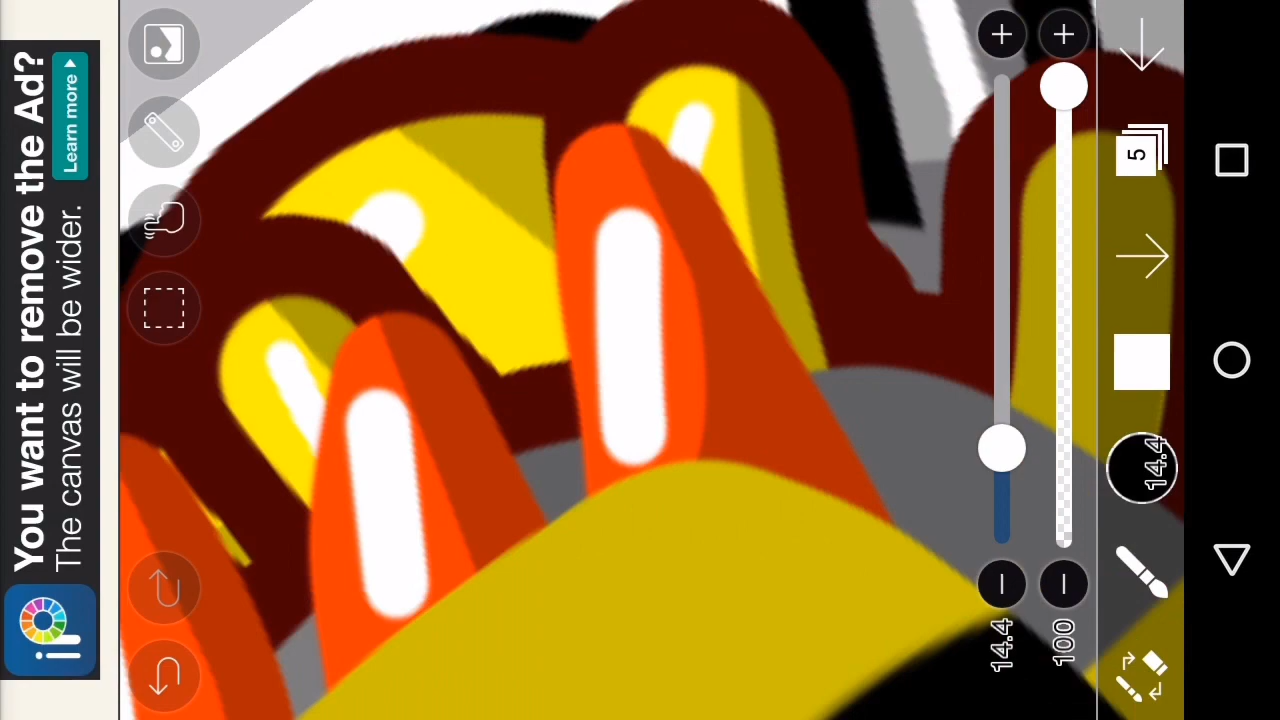 You want to remove the Ad?
The canvas will be wider.
Learn more
ip
14.4
100
5
14.4